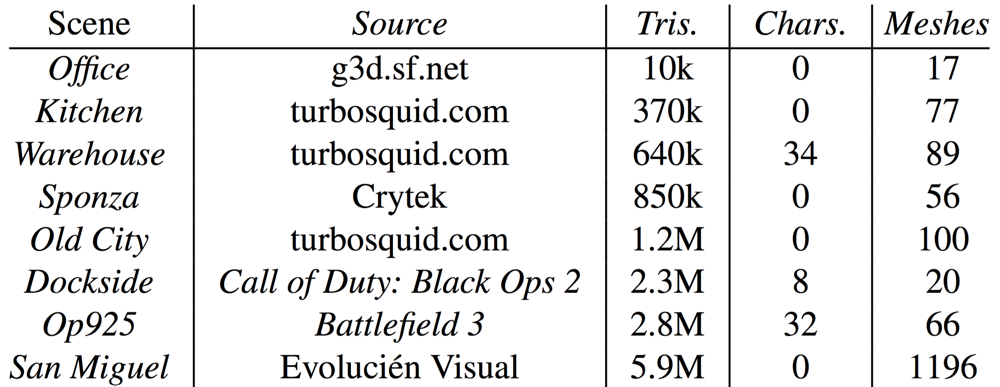 Scene Source Tris. Chars. Meshes
Office g3d.sf.net 10k 0 17
Kitchen turbosquid.com 370k 0 77
Warehouse turbosquid.com 640k 34 89
Sponza Crytek 850k 0 56
Old City turbosquid.com 1.2M 0 100
Dockside Call of Duty: Black Ops 2 2.3M 8 20
Op925 Battlefield 3 2.8M 32 66
San Miguel Evolucién Visual 5.9M 0 1196